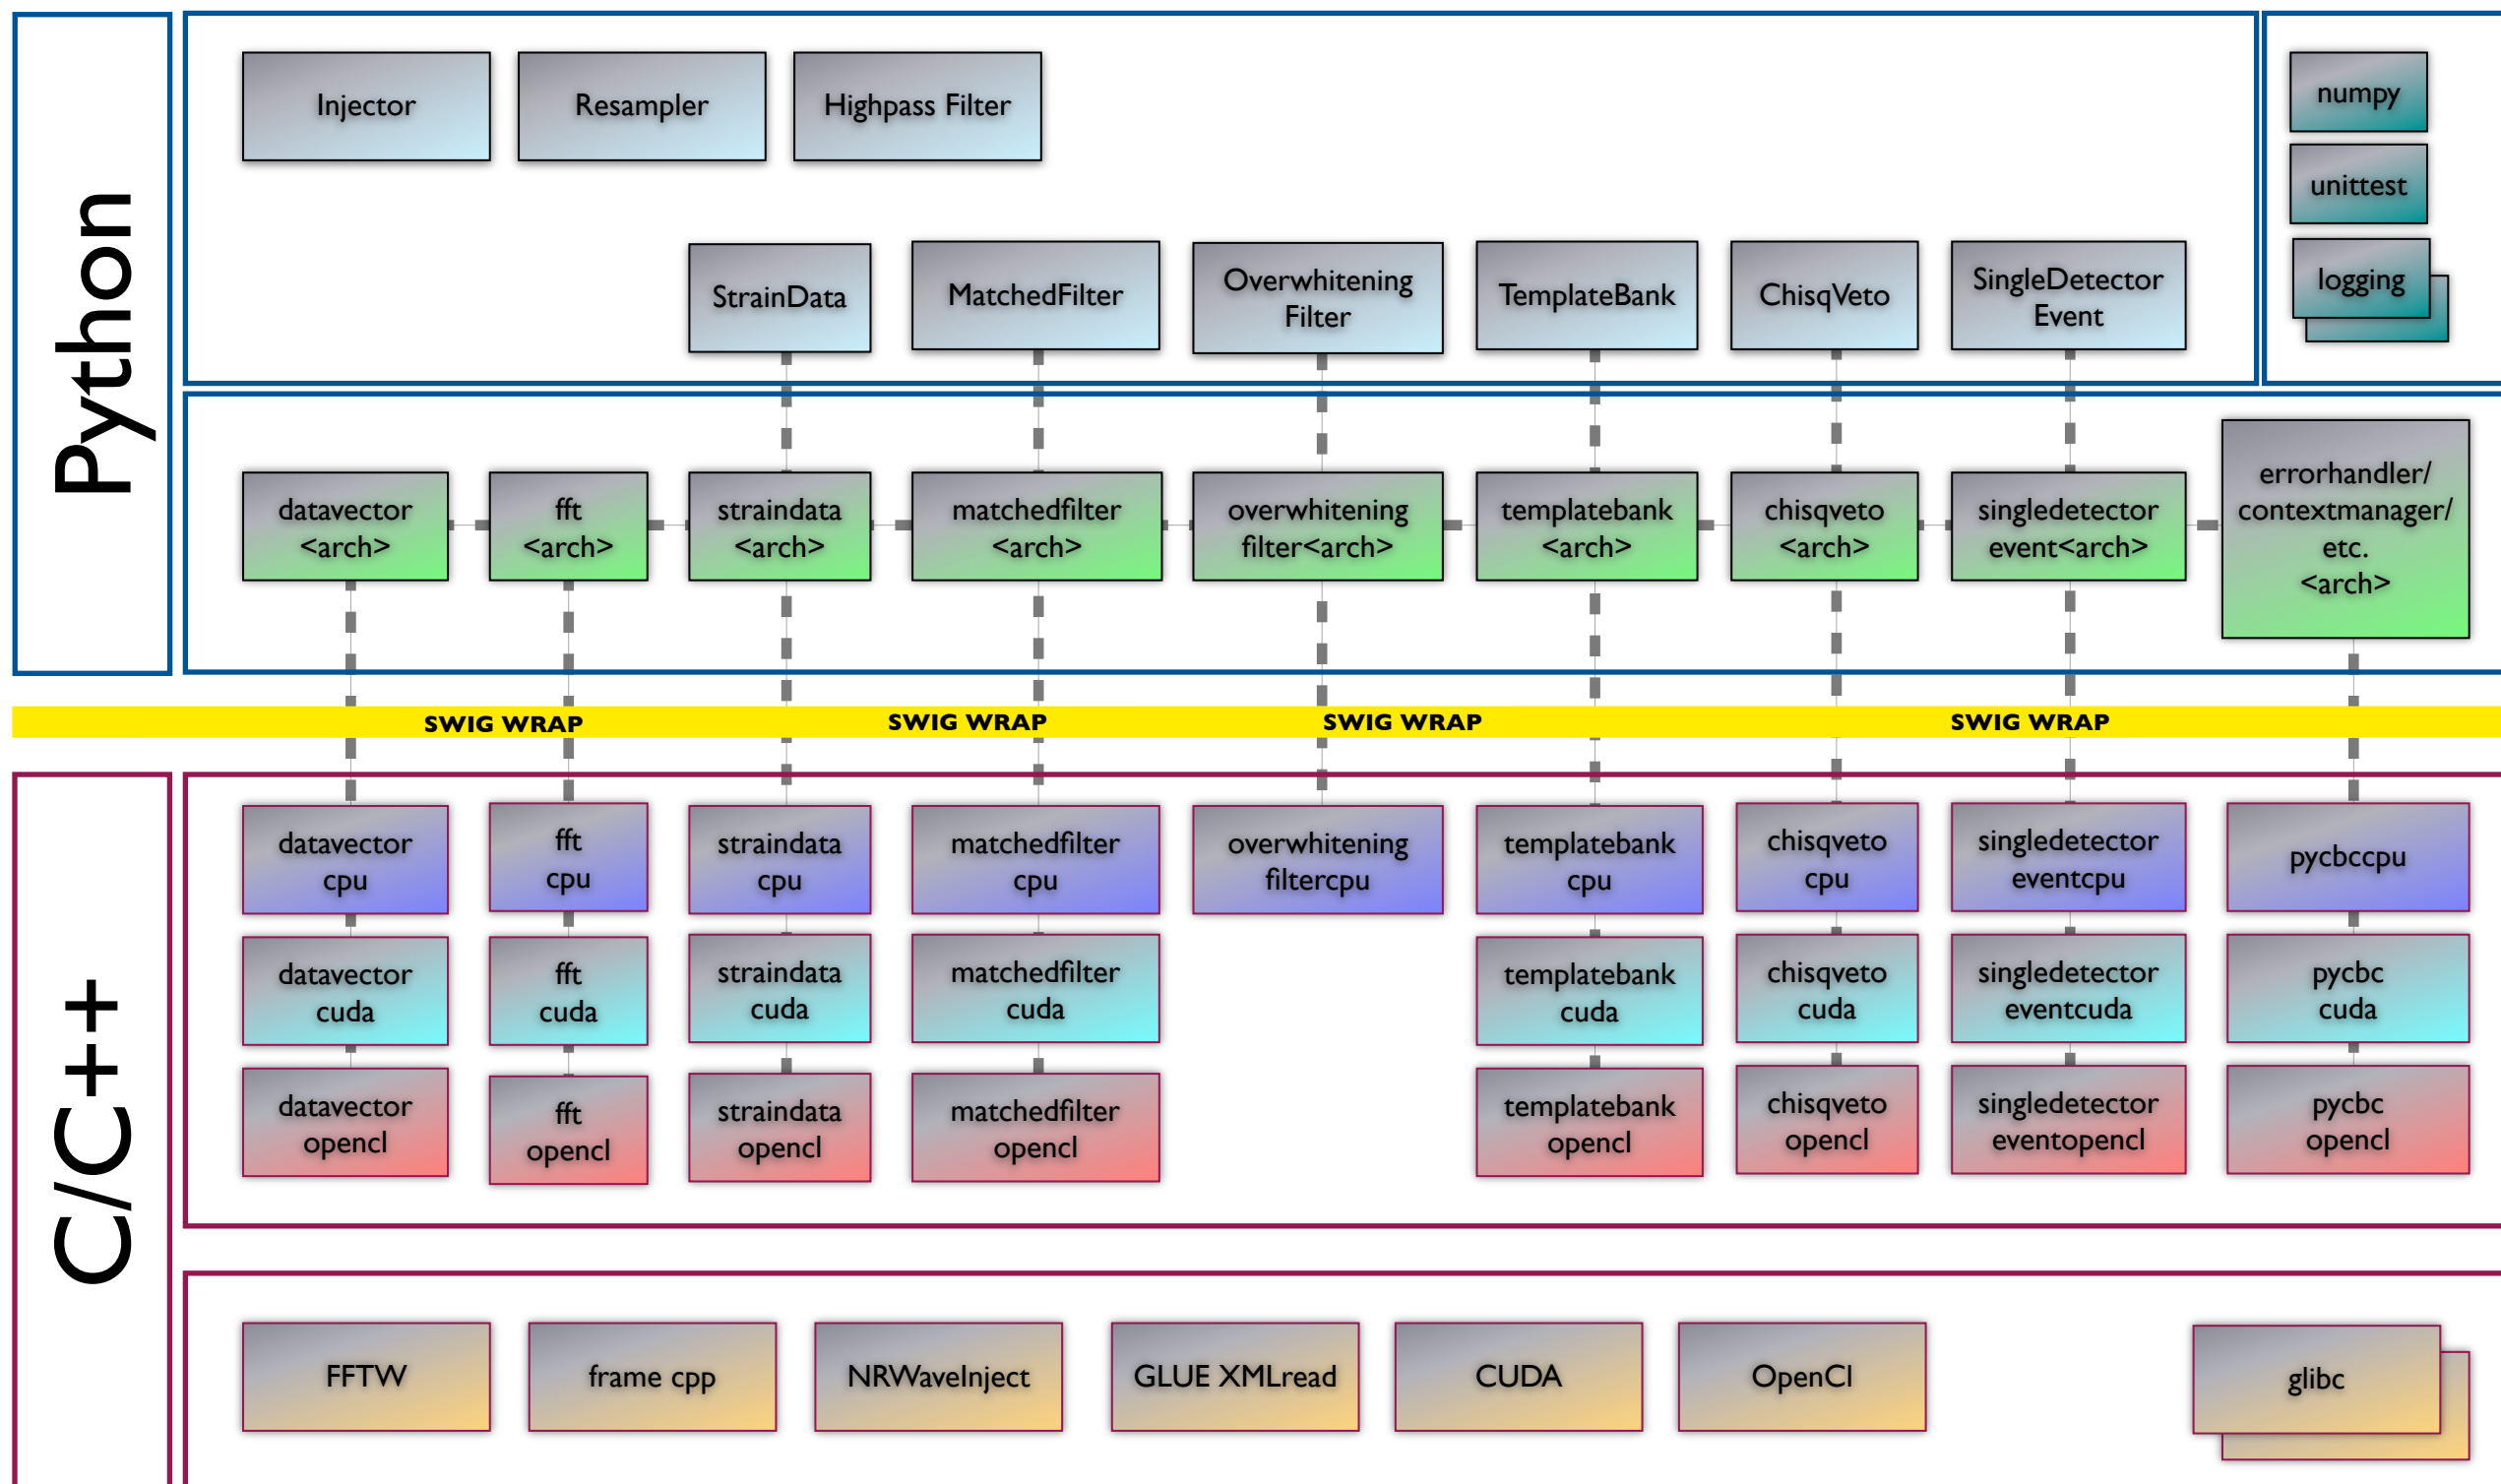 Python
Injector
Resampler
Highpass Filter
numpy
unittest
logging
StrainData
MatchedFilter
Overwhitening
Filter
TemplateBank
ChisqVeto
SingleDetector
Event
datavector
<arch>
fft
<arch>
straindata
<arch>
matchedfilter
<arch>
overwhitening
filter<arch>
templatebank
<arch>
chisqveto
<arch>
singledetector
event<arch>
errorhandler/
contextmanager/
etc.
<arch>
SWIG WRAP
SWIG WRAP
SWIG WRAP
SWIG WRAP
C/C++
datavector
cpu
fft
cpu
straindata
cpu
matchedfilter
cpu
overwhitening
filtercpu
templatebank
cpu
chisqveto
cpu
singledetector
eventcpu
pycbccpu
datavector
cuda
fft
cuda
straindata
cuda
matchedfilter
cuda
templatebank
cuda
chisqveto
cuda
singledetector
eventcuda
pycbc
cuda
datavector
opencl
fft
opencl
straindata
opencl
matchedfilter
opencl
templatebank
opencl
chisqveto
opencl
singledetector
eventopencl
pycbc
opencl
FFTW
frame cpp
NRWaveInject
GLUE XMLread
CUDA
OpenCl
glibc